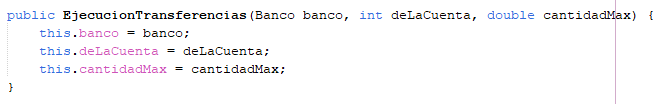 public EjecucionTransferencias(Banco banco, int deLaCuenta, double cantidadMax) {
    this.banco = banco;
    this.deLaCuenta = deLaCuenta;
    this.cantidadMax = cantidadMax;
}